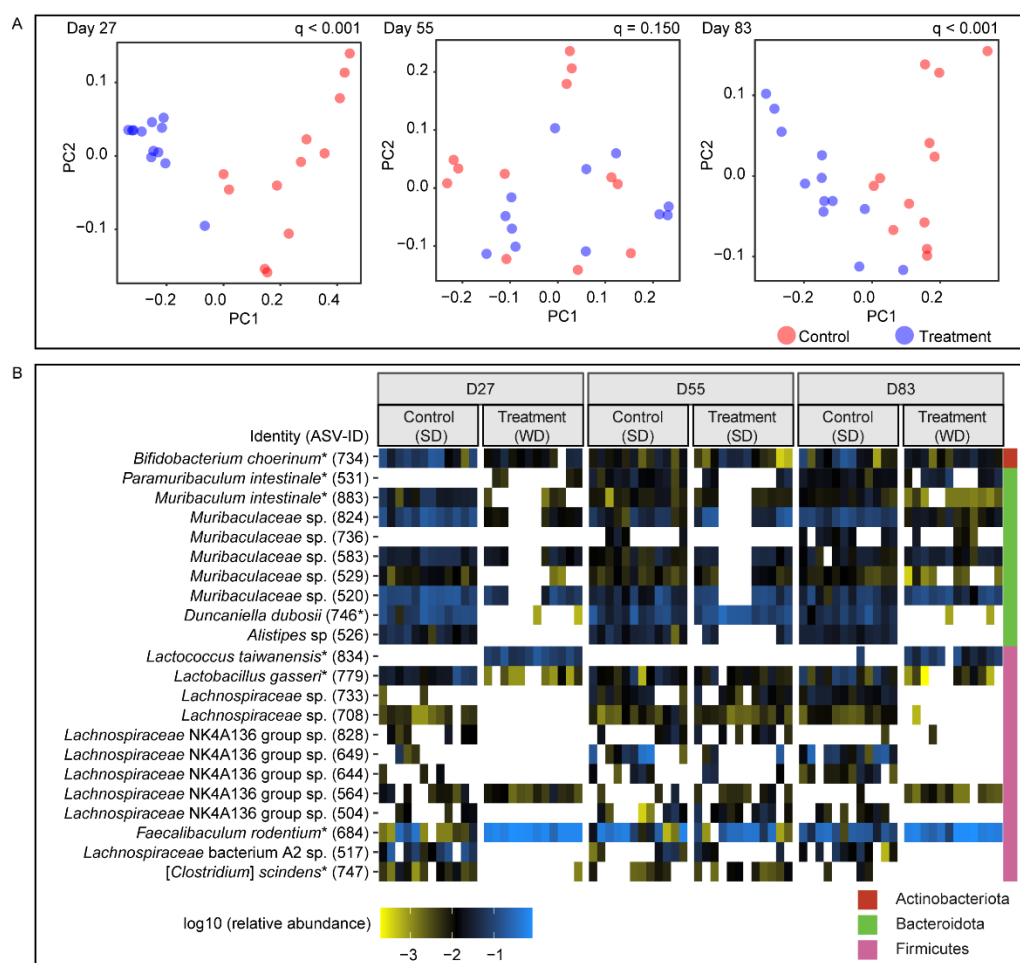 A
Day 27 q < 0.001
Day 55 q = 0.150
Day 83 q < 0.001
PC2
0.1
0.0
−0.1
−0.2 0.0 0.2 0.4
PC1
PC2
0.2
0.1
0.0
−0.1
−0.2 −0.1 0.0 0.1 0.2
PC1
PC2
0.1
0.0
−0.1
−0.2 0.0 0.2
PC1
Control Treatment
B
D27 D55 D83
Identity (ASV-ID)
Control (SD)
Treatment (WD)
Control (SD)
Treatment (SD)
Control (SD)
Treatment (WD)
Bifidobacterium choerinum* (734)
Paramuribaculum intestinale* (531)
Muribaculum intestinale* (883)
Muribaculaceae sp. (824)
Muribaculaceae sp. (736)
Muribaculaceae sp. (583)
Muribaculaceae sp. (529)
Muribaculaceae sp. (520)
Duncaniella dubosii (746*)
Alistipes sp (526)
Lactococcus taiwanensis* (834)
Lactobacillus gasseri* (779)
Lachnospiraceae sp. (733)
Lachnospiraceae sp. (708)
Lachnospiraceae NK4A136 group sp. (828)
Lachnospiraceae NK4A136 group sp. (649)
Lachnospiraceae NK4A136 group sp. (644)
Lachnospiraceae NK4A136 group sp. (564)
Lachnospiraceae NK4A136 group sp. (504)
Faecalibaculum rodentium* (684)
Lachnospiraceae bacterium A2 sp. (517)
[Clostridium] scindens* (747)
log10 (relative abundance)
−3 −2 −1
Actinobacteriota
Bacteroidota
Firmicutes